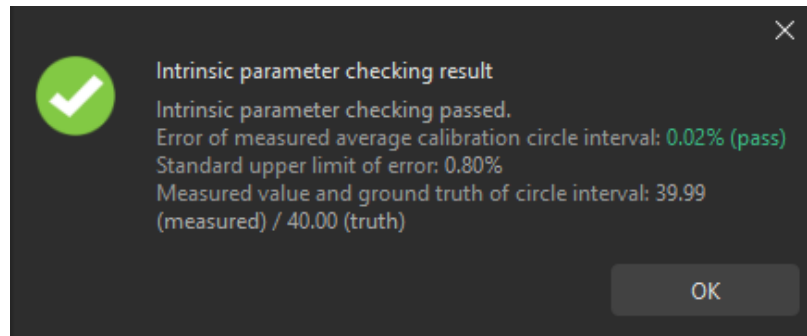 Intrinsic parameter checking result
Intrinsic parameter checking passed.
Error of measured average calibration circle interval: 0.02% (pass)
Standard upper limit of error: 0.80%
Measured value and ground truth of circle interval: 39.99
(measured) / 40.00 (truth)
OK